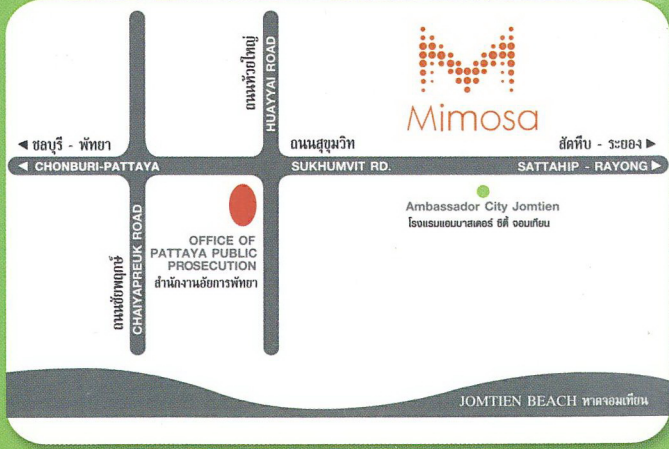 ถนนห้วยใหญ่
HUAYYAI ROAD
Mimosa
◄ ชลบุรี - พัทยา
ถนนสุขุมวิท
สัตหีบ - ระยอง ►
◄ CHONBURI-PATTAYA
SUKHUMVIT RD.
SATTAHIP - RAYONG ►
ถนนชัยพฤกษ์
CHAIYAPREUK ROAD
OFFICE OF
PATTAYA PUBLIC
PROSECUTION
สำนักงานอัยการพัทยา
Ambassador City Jomtien
โรงแรมแอมบาสเดอร์ ซิตี้ จอมเทียน
JOMTIEN BEACH หาดจอมเทียน